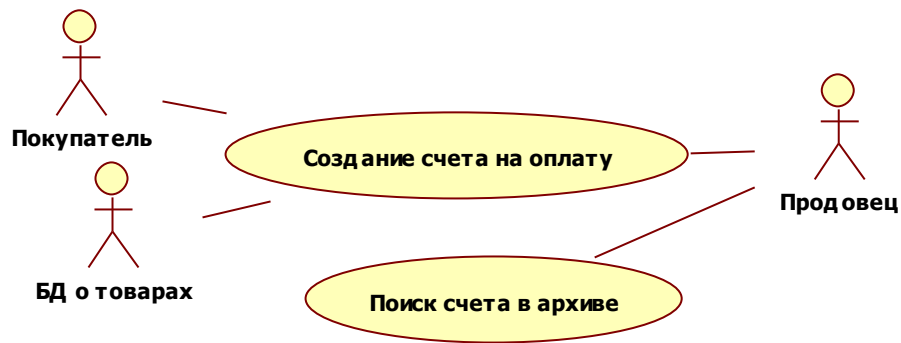 Покупатель
Создание счета на оплату
Продовец
БД о товарах
Поиск счета в архиве